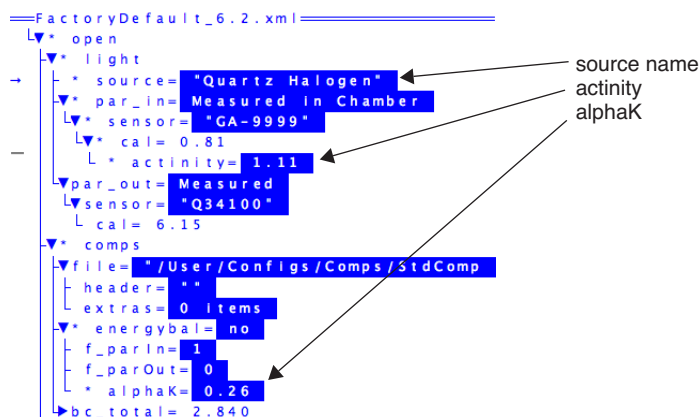 FactoryDefault_6.2.xml
* open
* light
* source= "Quartz Halogen"
* par_in= Measured in Chamber
* sensor= "GA-9999"
* cal= 0.81
* actinity= 1.11
par_out= Measured
sensor= "Q34100"
cal= 6.15
* comps
file= "/User/Configs/Comps/StdComp
header= ""
extras= 0 items
* energybal= no
f_parIn= 1
f_parOut= 0
* alphaK= 0.26
bc_total= 2.840
source name
actinity
alphaK